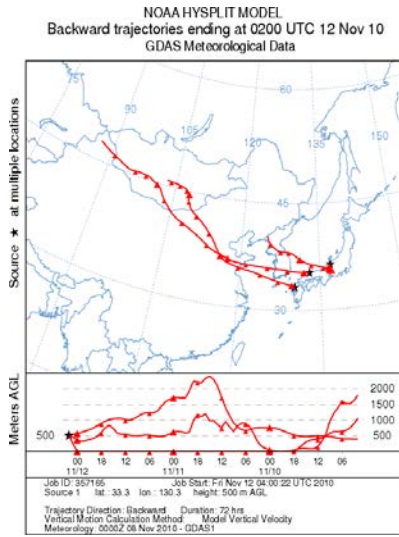 NOAA HYSPLIT MODEL
Backward trajectories ending at 0200 UTC 12 Nov 10
GDAS Meteorological Data
Source ★ at multiple locations
75
90
105
120
135
150
60
45
30
Meters AGL
500
2000
1500
1000
500
00 18 12 06 00 18 12 06 00 18 12 06
11/12 11/11 11/10
Job ID: 357165 Job Start: Fri Nov 12 04:00:22 UTC 2010
Source 1 lat.: 33.3 lon.: 130.3 height: 500 m AGL
Trajectory Direction: Backward Duration: 72 hrs
Vertical Motion Calculation Method: Model Vertical Velocity
Meteorology: 0000Z 08 Nov 2010 - GDAS1